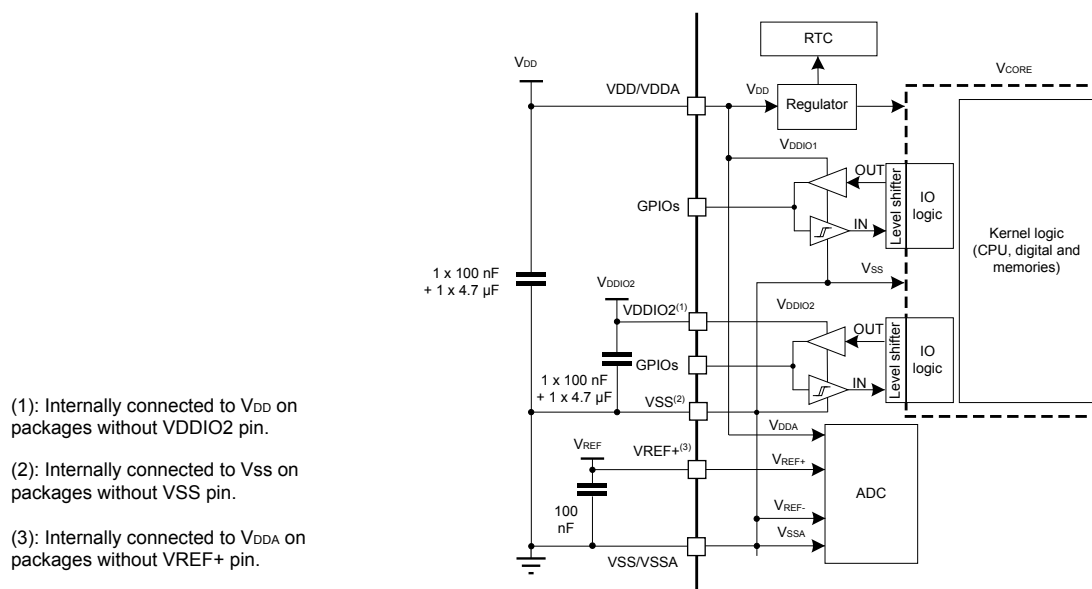 RTC
VDD
VCORE
VDD/VDDA
VDD
Regulator
VDDIO1
OUT
Level shifter
IO
logic
GPIOs
IN
Kernel logic
(CPU, digital and
memories)
1 x 100 nF
+ 1 x 4.7 µF
VSS
VDDIO2
VDDIO2(1)
VDDIO2
OUT
Level shifter
IO
logic
GPIOs
IN
1 x 100 nF
+ 1 x 4.7 µF
VSS(2)
(1): Internally connected to VDD on
packages without VDDIO2 pin.
(2): Internally connected to Vss on
packages without VSS pin.
(3): Internally connected to VDDA on
packages without VREF+ pin.
VDDA
VREF
VREF+(3)
VREF+
ADC
100
nF
VREF-
VSSA
VSS/VSSA